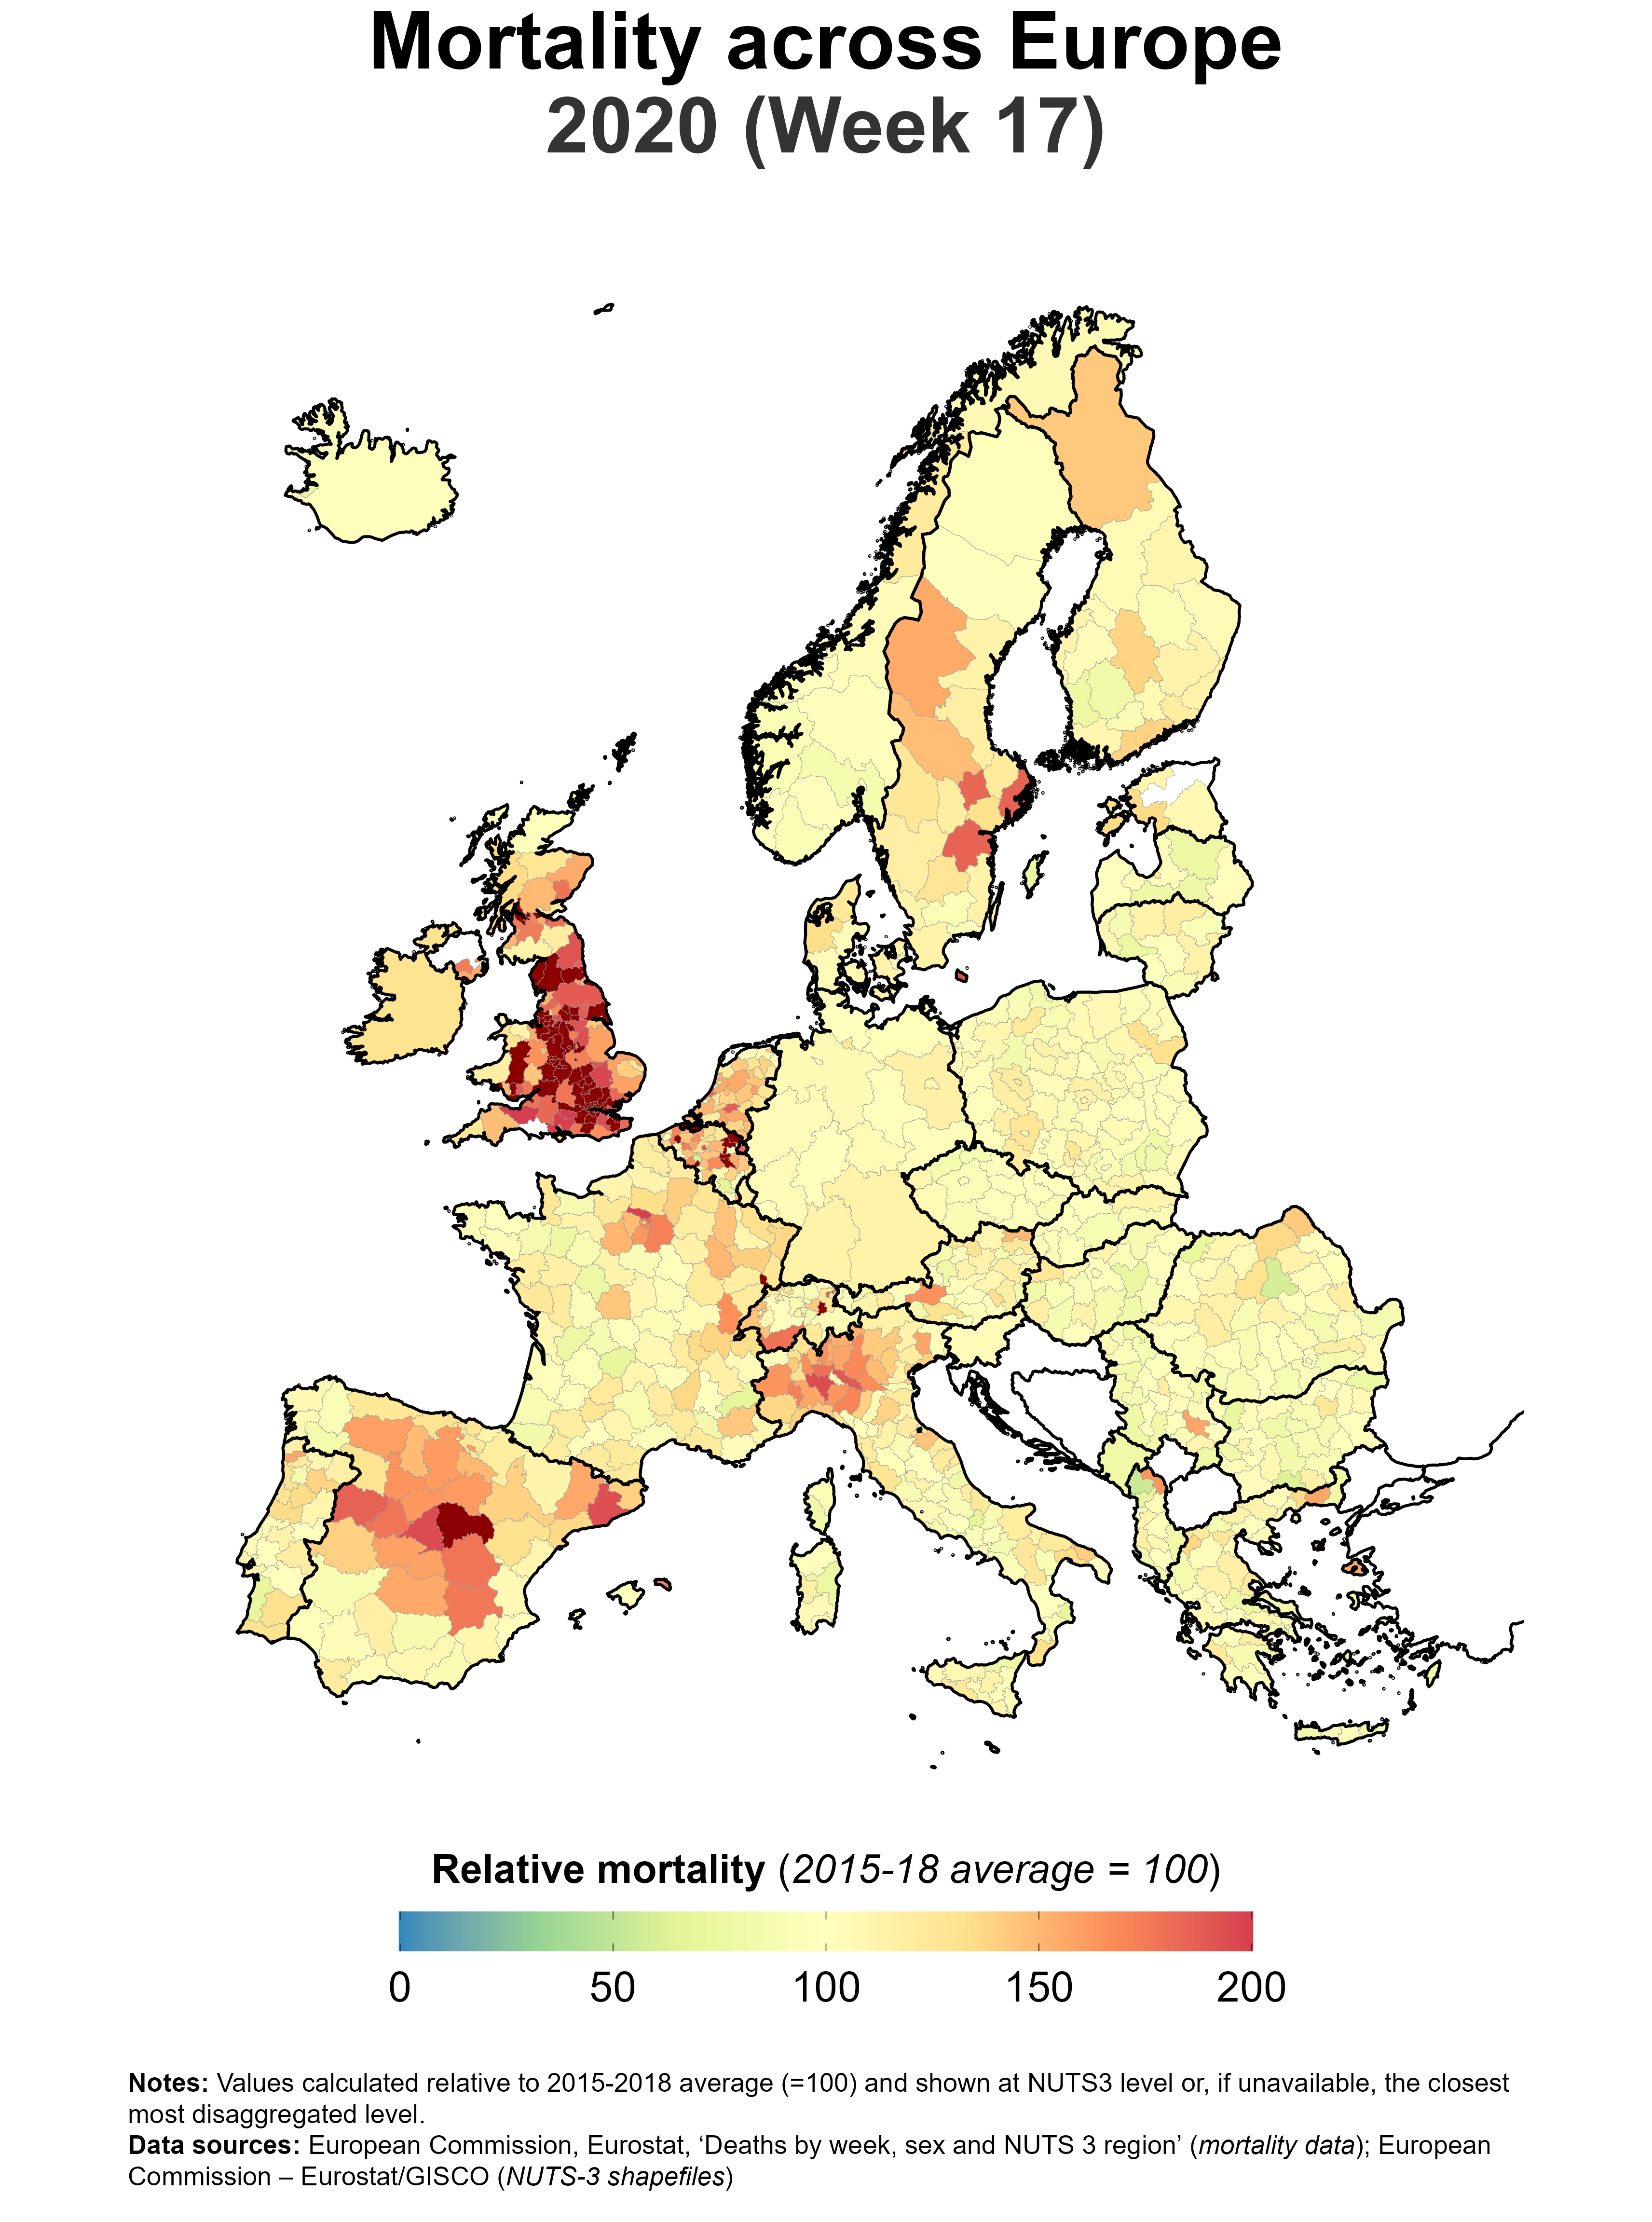 Mortality across Europe
2020 (Week 17)
Relative mortality (2015-18 average = 100)
0 50 100 150 200
Notes: Values calculated relative to 2015-2018 average (=100) and shown at NUTS3 level or, if unavailable, the closest
most disaggregated level.
Data sources: European Commission, Eurostat, ‘Deaths by week, sex and NUTS 3 region’ (mortality data); European
Commission – Eurostat/GISCO (NUTS-3 shapefiles)